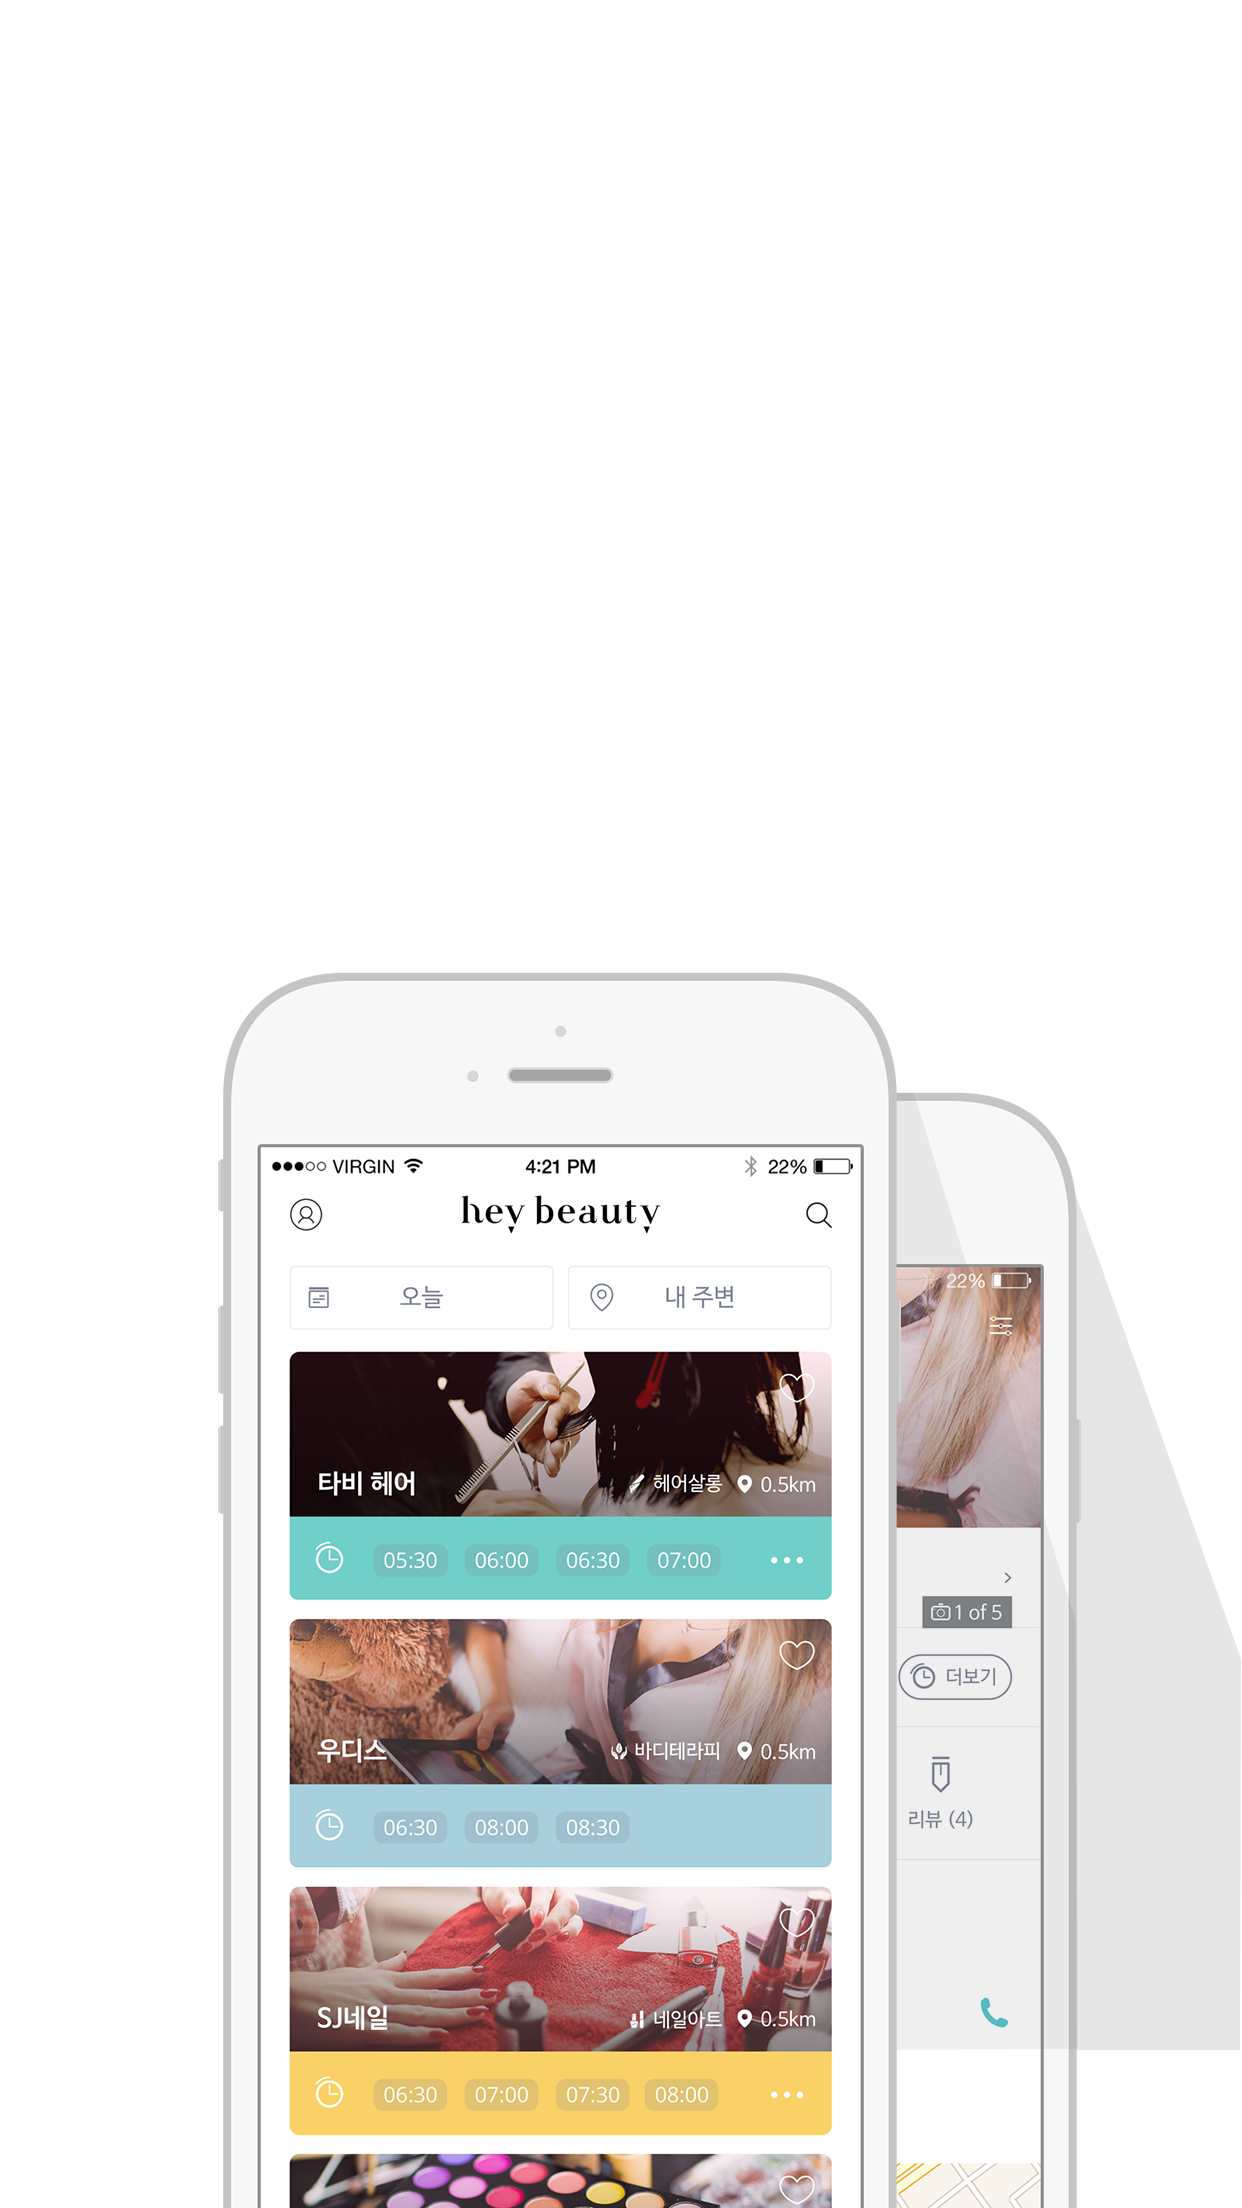 VIRGIN 4:21 PM 22%
hey beauty
오늘 내 주변
타비 헤어 헤어살롱 0.5km
05:30 06:00 06:30 07:00
우디스 바디테라피 0.5km
06:30 08:00 08:30
SJ네일 네일아트 0.5km
06:30 07:00 07:30 08:00
22%
1 of 5
더보기
리뷰 (4)